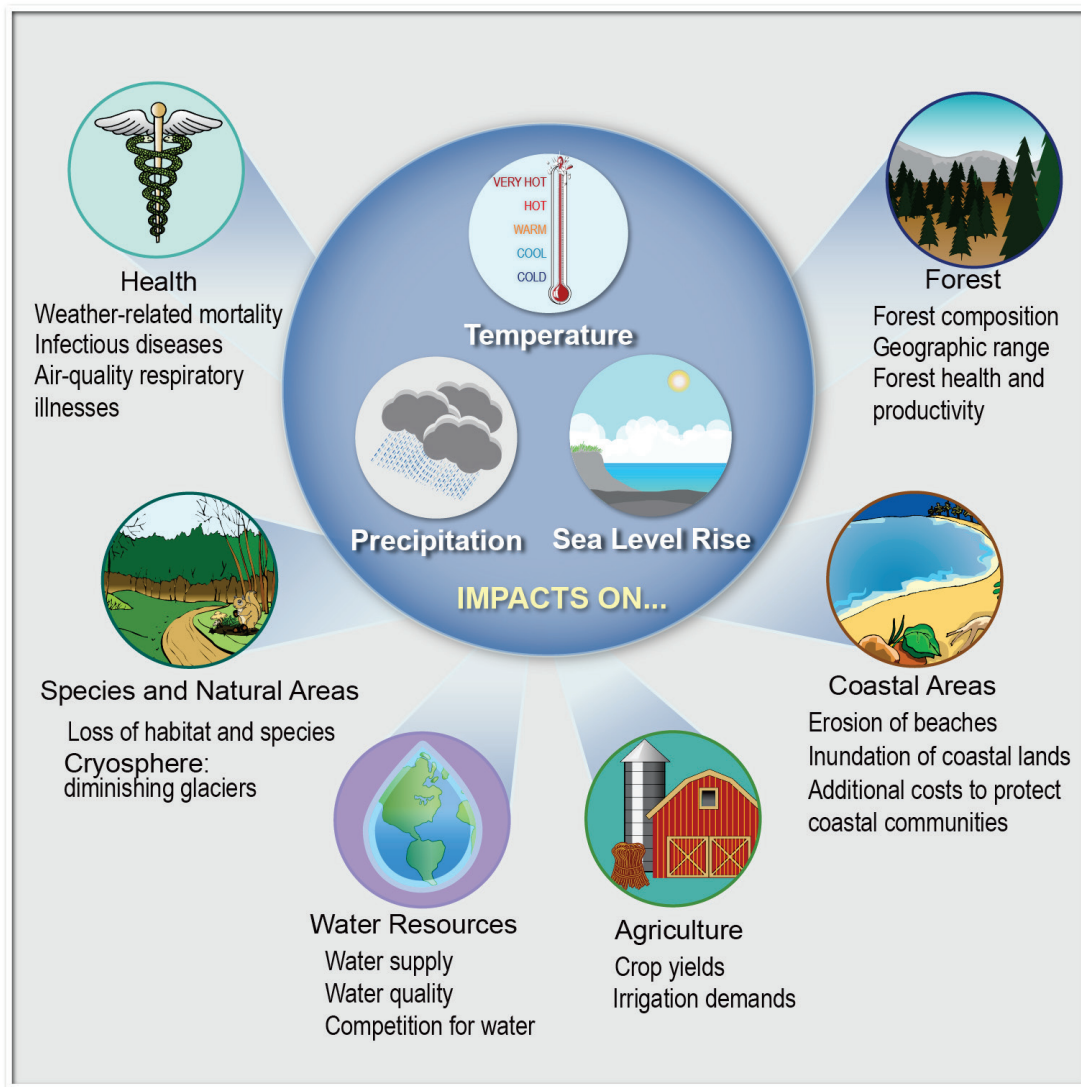 VERY HOT
HOT
WARM
COOL
COLD
Temperature
Precipitation
Sea Level Rise
IMPACTS ON...
Health
Weather-related mortality
Infectious diseases
Air-quality respiratory
illnesses
Forest
Forest composition
Geographic range
Forest health and
productivity
Species and Natural Areas
Loss of habitat and species
Cryosphere:
diminishing glaciers
Coastal Areas
Erosion of beaches
Inundation of coastal lands
Additional costs to protect
coastal communities
Water Resources
Water supply
Water quality
Competition for water
Agriculture
Crop yields
Irrigation demands